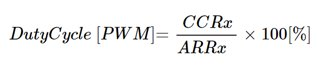 DutyCycle [PWM]= CCRx / ARRx × 100[%]